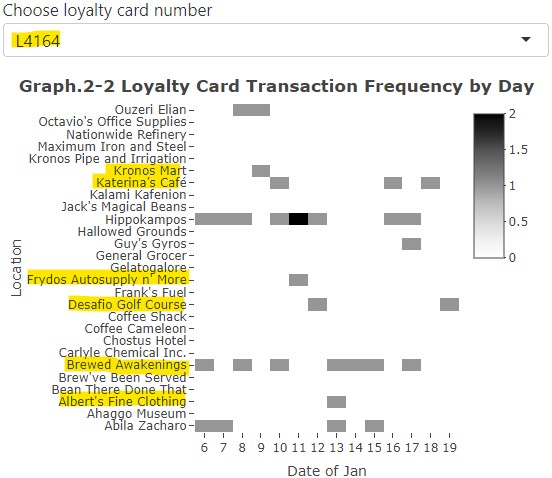 Choose loyalty card number
L4164
Graph.2-2 Loyalty Card Transaction Frequency by Day
Ouzeri Elian
Octavio's Office Supplies
Nationwide Refinery
Maximum Iron and Steel
Kronos Pipe and Irrigation
Kronos Mart
Katerina's Café
Kalami Kafenion
Jack's Magical Beans
Hippokampos
Hallowed Grounds
Guy's Gyros
General Grocer
Gelatogalore
Frydos Autosupply n' More
Frank's Fuel
Desafio Golf Course
Coffee Shack
Coffee Cameleon
Chostus Hotel
Carlyle Chemical Inc.
Brewed Awakenings
Brew've Been Served
Bean There Done That
Albert's Fine Clothing
Ahaggo Museum
Abila Zacharo
Location
6 7 8 9 10 11 12 13 14 15 16 17 18 19
Date of Jan
2
1.5
1
0.5
0